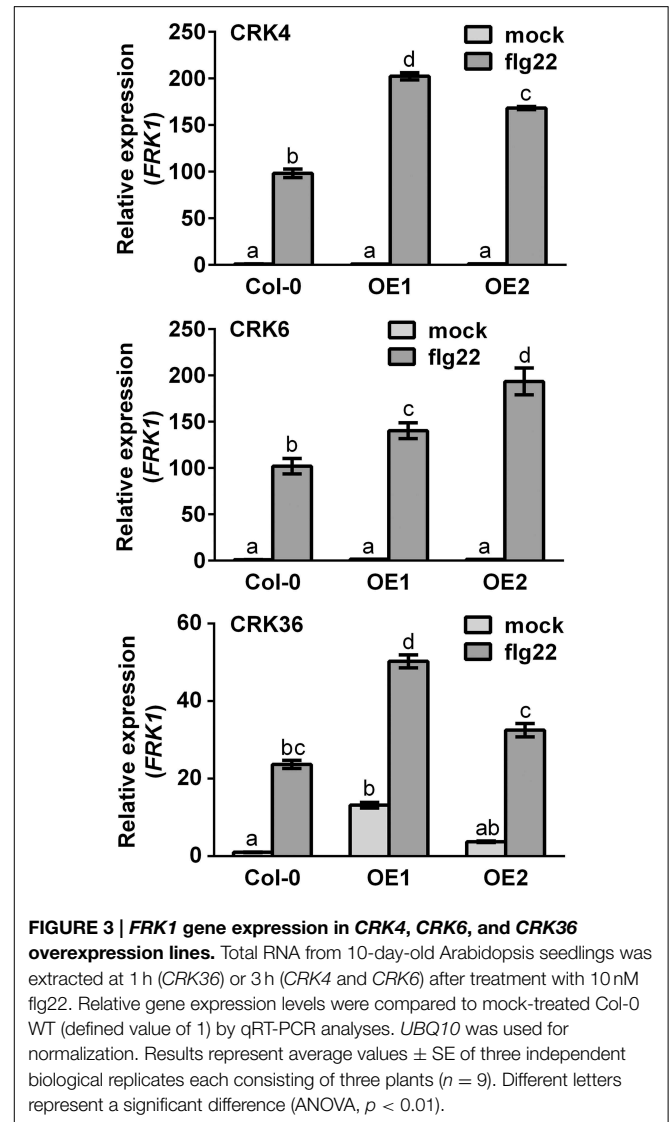 CRK4
mock
flg22
Relative expression
(FRK1)
250
200
150
100
50
0
a
b
a
d
a
c
Col-0
OE1
OE2
CRK6
mock
flg22
Relative expression
(FRK1)
250
200
150
100
50
0
a
b
a
c
a
d
Col-0
OE1
OE2
CRK36
mock
flg22
Relative expression
(FRK1)
60
40
20
0
a
bc
b
d
ab
c
Col-0
OE1
OE2
FIGURE 3 | FRK1 gene expression in CRK4, CRK6, and CRK36
overexpression lines. Total RNA from 10-day-old Arabidopsis seedlings was
extracted at 1 h (CRK36) or 3 h (CRK4 and CRK6) after treatment with 10 nM
flg22. Relative gene expression levels were compared to mock-treated Col-0
WT (defined value of 1) by qRT-PCR analyses. UBQ10 was used for
normalization. Results represent average values ± SE of three independent
biological replicates each consisting of three plants (n = 9). Different letters
represent a significant difference (ANOVA, p < 0.01).